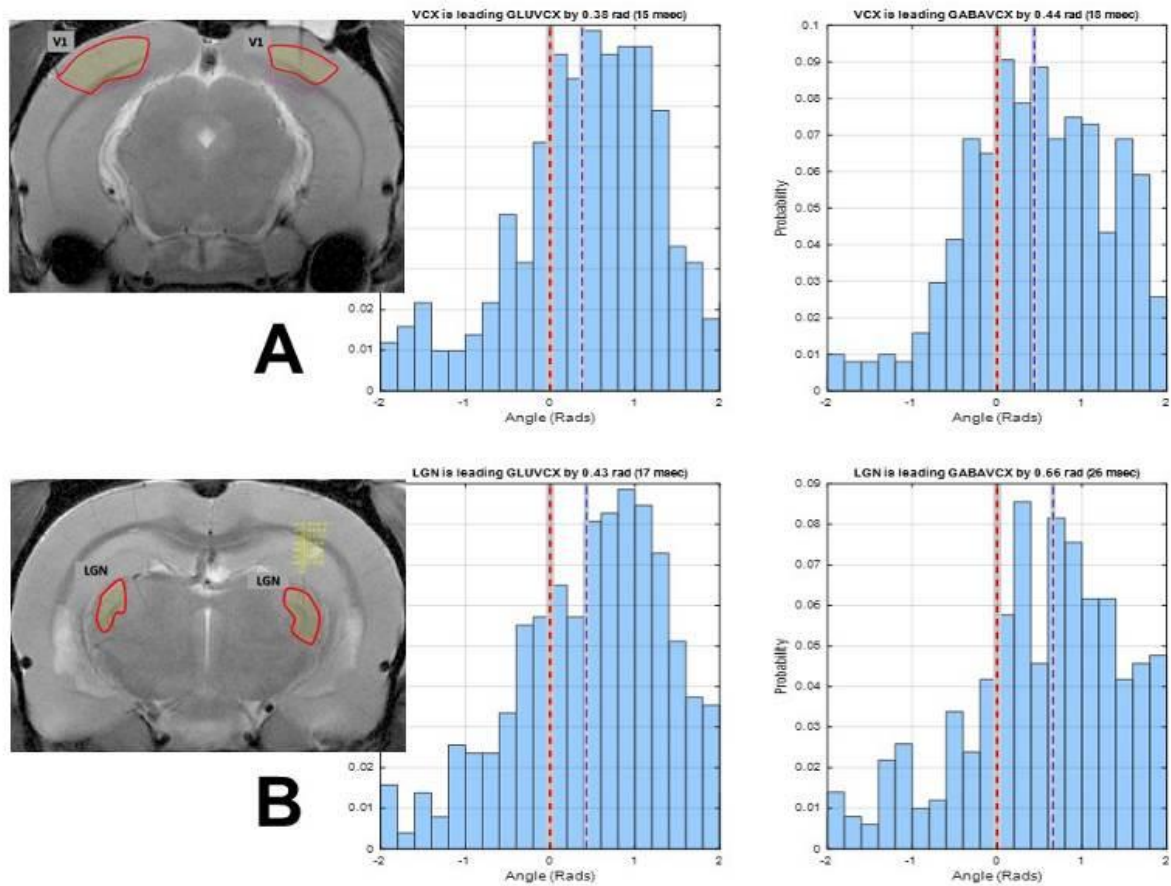 VCX is leading GLUVCX by 0.38 rad (15 msec)
VCX is leading GABAVCX by 0.44 rad (18 msec)
V1
V1
0.02
0.01
0
-2
-1
0
1
2
Angle (Rads)
0.1
0.09
0.08
0.07
0.06
0.05
0.04
0.03
0.02
0.01
0
Probability
-2
-1
0
1
2
Angle (Rads)
A
LGN is leading GLUVCX by 0.43 rad (17 msec)
LGN is leading GABAVCX by 0.66 rad (26 msec)
LGN
LGN
0.02
0.01
0
-2
-1
0
1
2
Angle (Rads)
0.09
0.08
0.07
0.06
0.05
0.04
0.03
0.02
0.01
0
Probability
-2
-1
0
1
2
Angle (Rads)
B